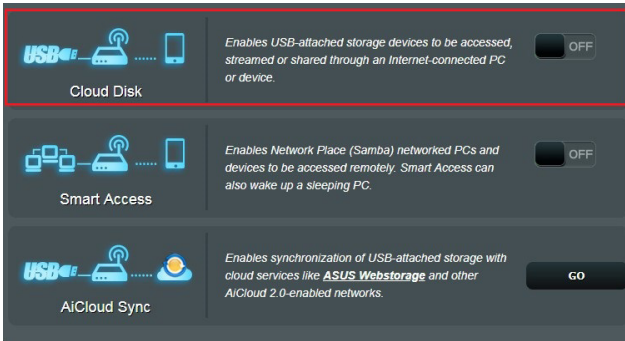 Enables USB-attached storage devices to be accessed,
streamed or shared through an Internet-connected PC
or device.
OFF
USB
Cloud Disk
Enables Network Place (Samba) networked PCs and
devices to be accessed remotely. Smart Access can
also wake up a sleeping PC.
OFF
Smart Access
Enables synchronization of USB-attached storage with
cloud services like ASUS Webstorage and other
AiCloud 2.0-enabled networks.
GO
USB
AiCloud Sync